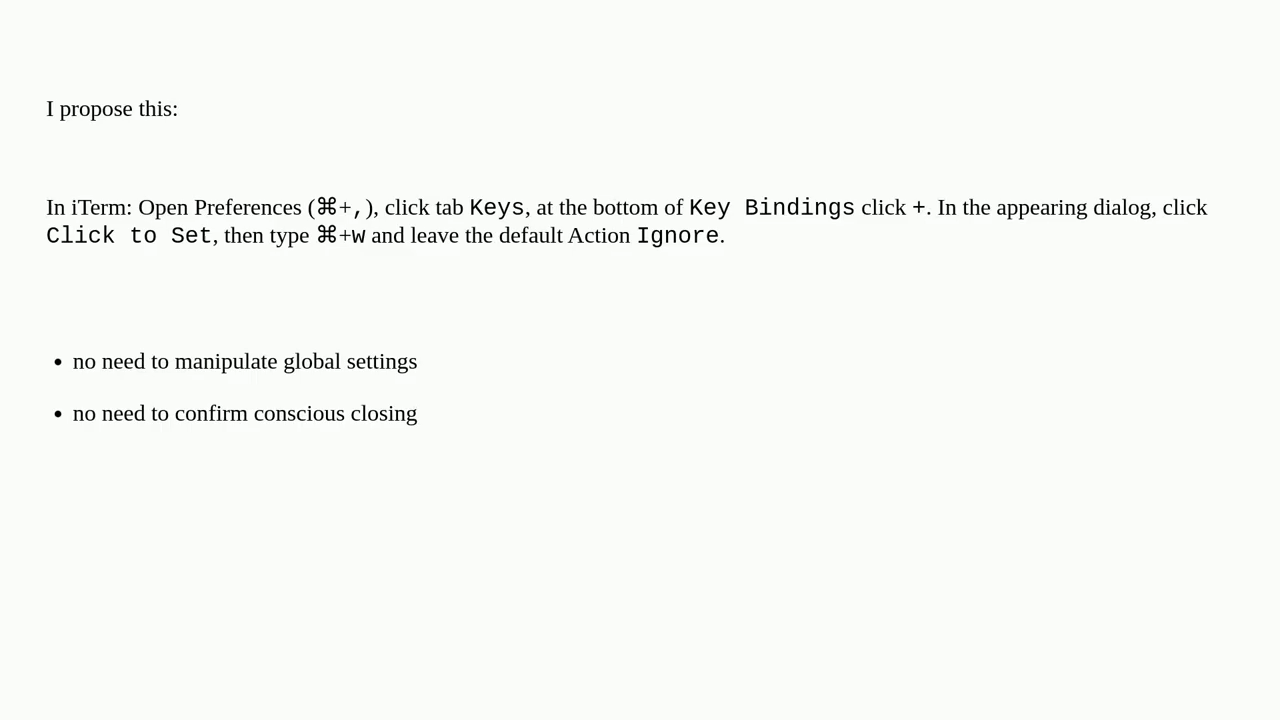 I propose this:
In iTerm: Open Preferences (⌘+,), click tab Keys, at the bottom of Key Bindings click +. In the appearing dialog, click
Click to Set, then type ⌘+w and leave the default Action Ignore.
• no need to manipulate global settings
• no need to confirm conscious closing